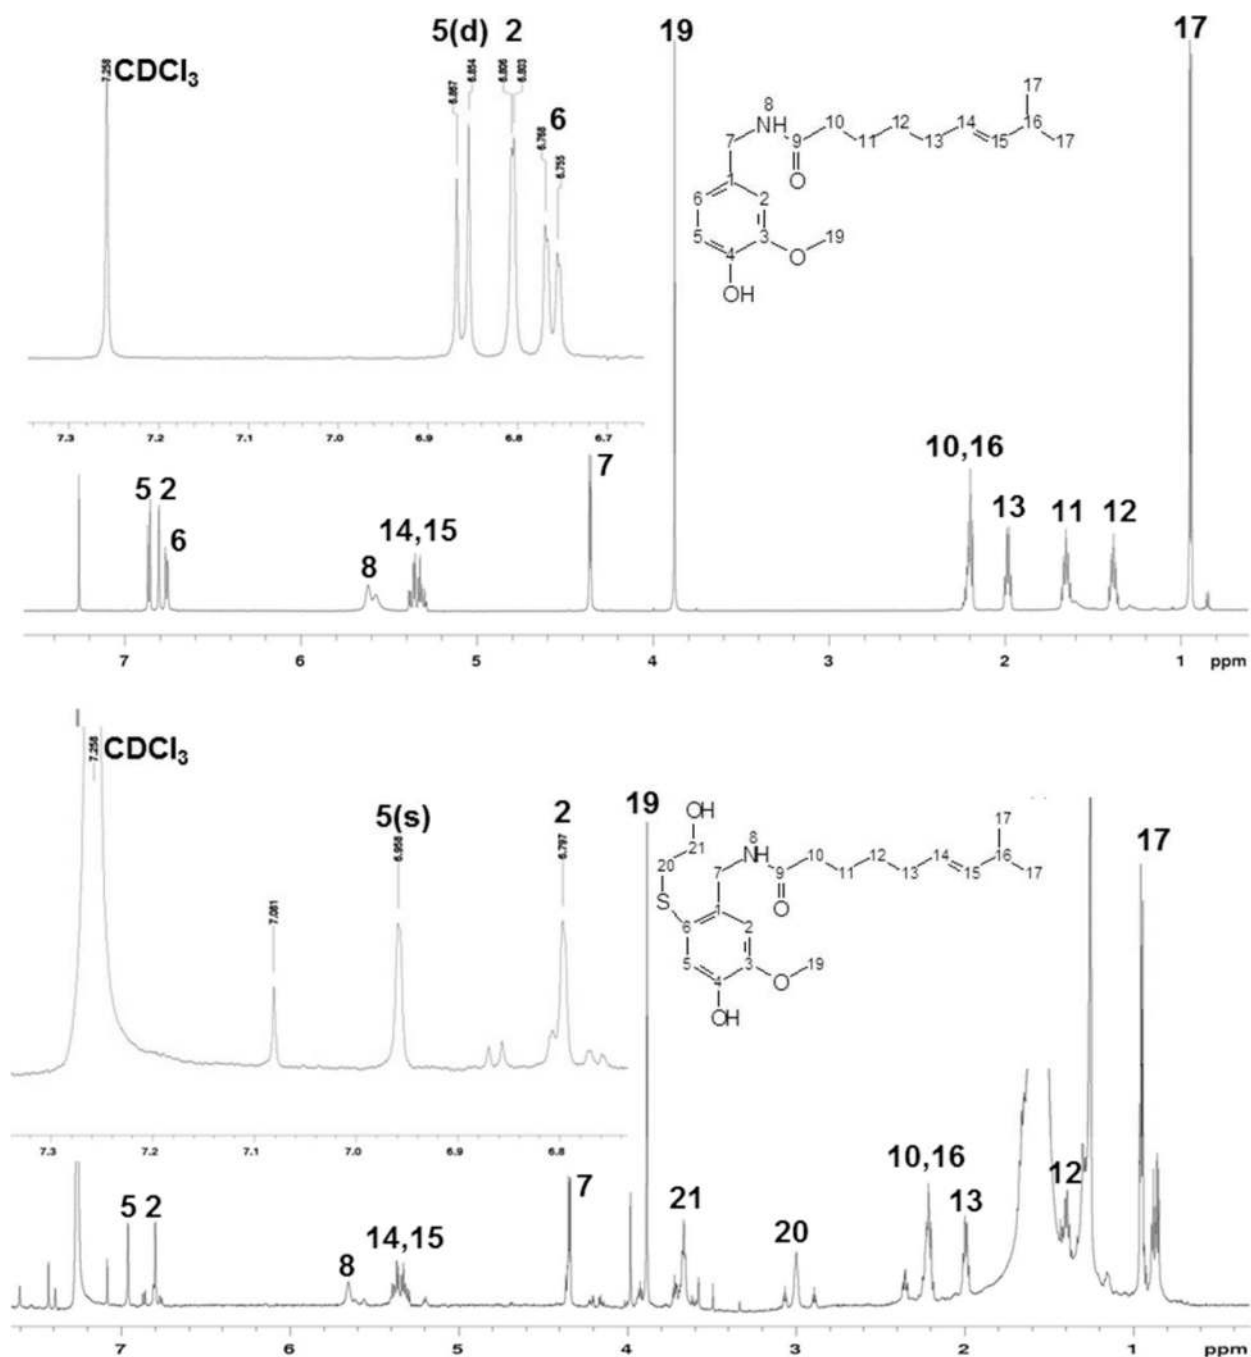 5(d) 2 19 17
7.258 CDCl3
6.867 6.854 6.806 6.803
6
6.768 6.755
8 NH 7 9 O 10 11 12 13 14 15 16 17 17
1 6 2 5 3 4 O 19
OH
7.3 7.2 7.1 7.0 6.9 6.8 6.7
5 2 6 8 14,15 7 10,16 13 11 12
7 6 5 4 3 2 1 ppm
7.258 CDCl3
5(s) 2 19 17
7.081 6.958 6.797
OH 21 20 S 8 NH 7 9 O 10 11 12 13 14 15 16 17 17
1 6 2 5 3 4 O 19
OH
7.3 7.2 7.1 7.0 6.9 6.8
5 2 8 14,15 7 21 20 10,16 13 12
7 6 5 4 3 2 1 ppm